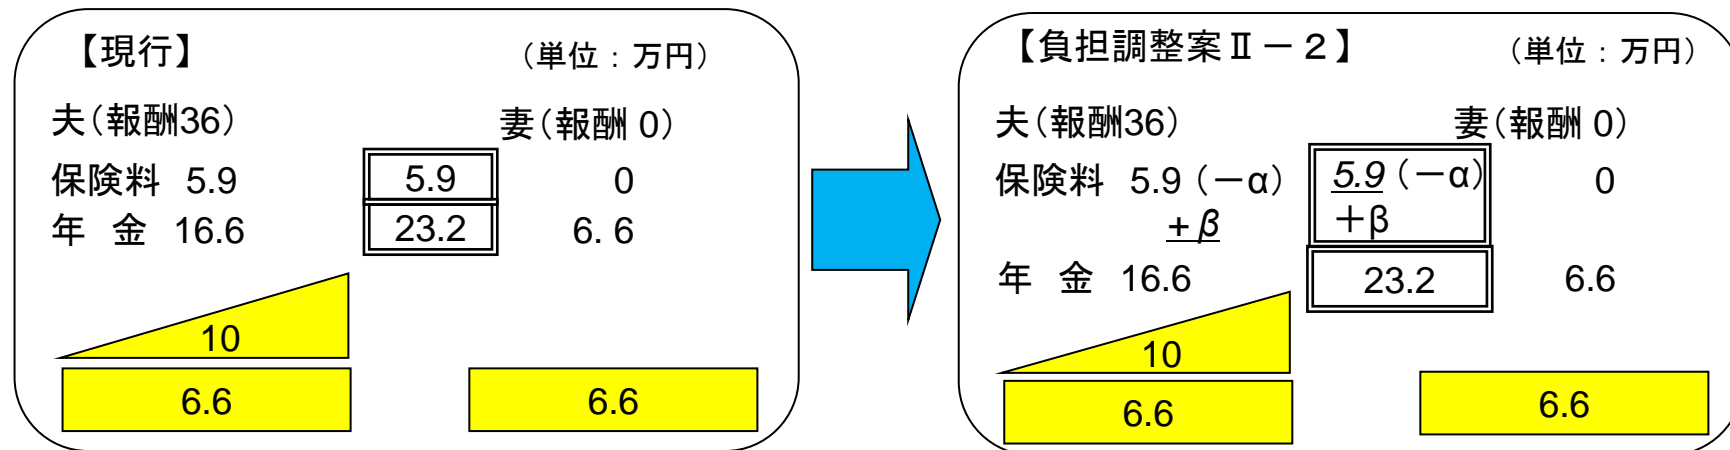 【現行】 （単位：万円）
夫（報酬36） 妻（報酬 0）
保険料 5.9 5.9 0
年 金 16.6 23.2 6. 6
10
6.6 6.6
【負担調整案Ⅱ－２】 （単位：万円）
夫（報酬36） 妻（報酬 0）
保険料 5.9（－α） 5.9（－α） 0
+β ＋β
年 金 16.6 23.2 6.6
10
6.6 6.6